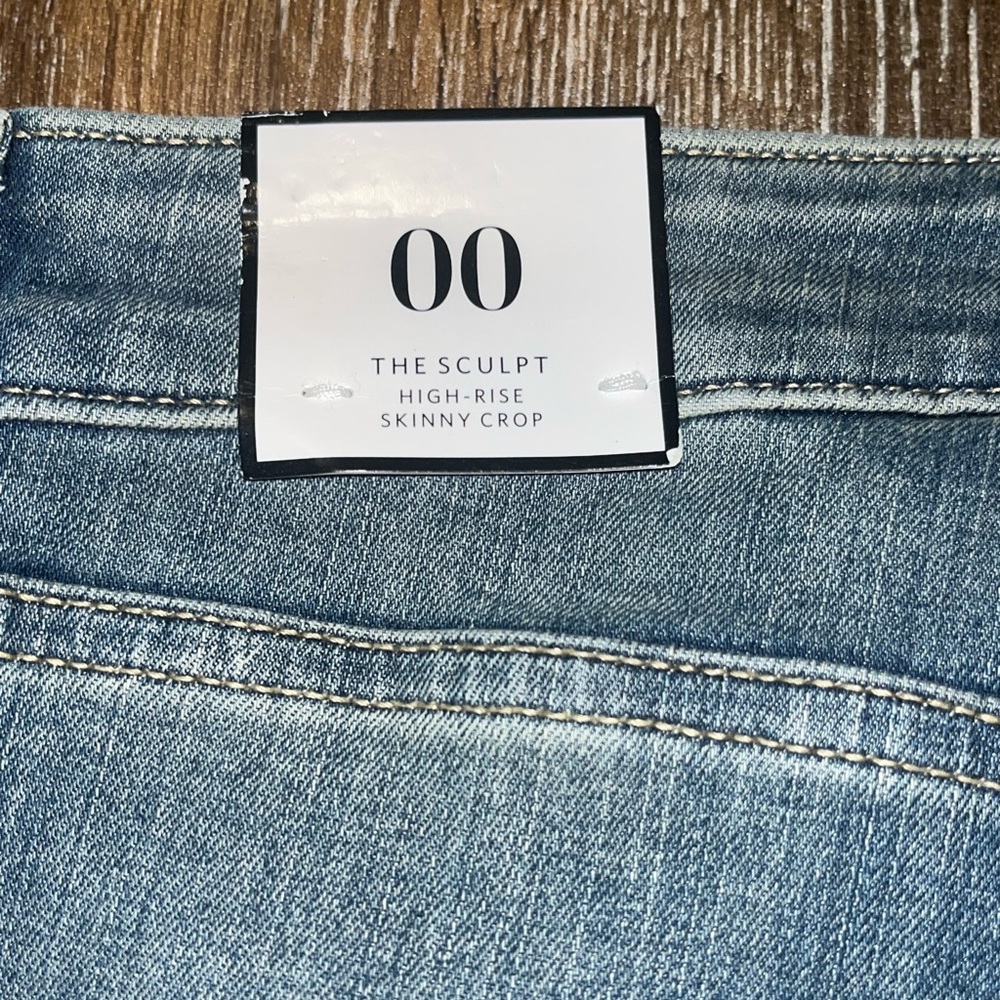 00
THE SCULPT
HIGH-RISE
SKINNY CROP